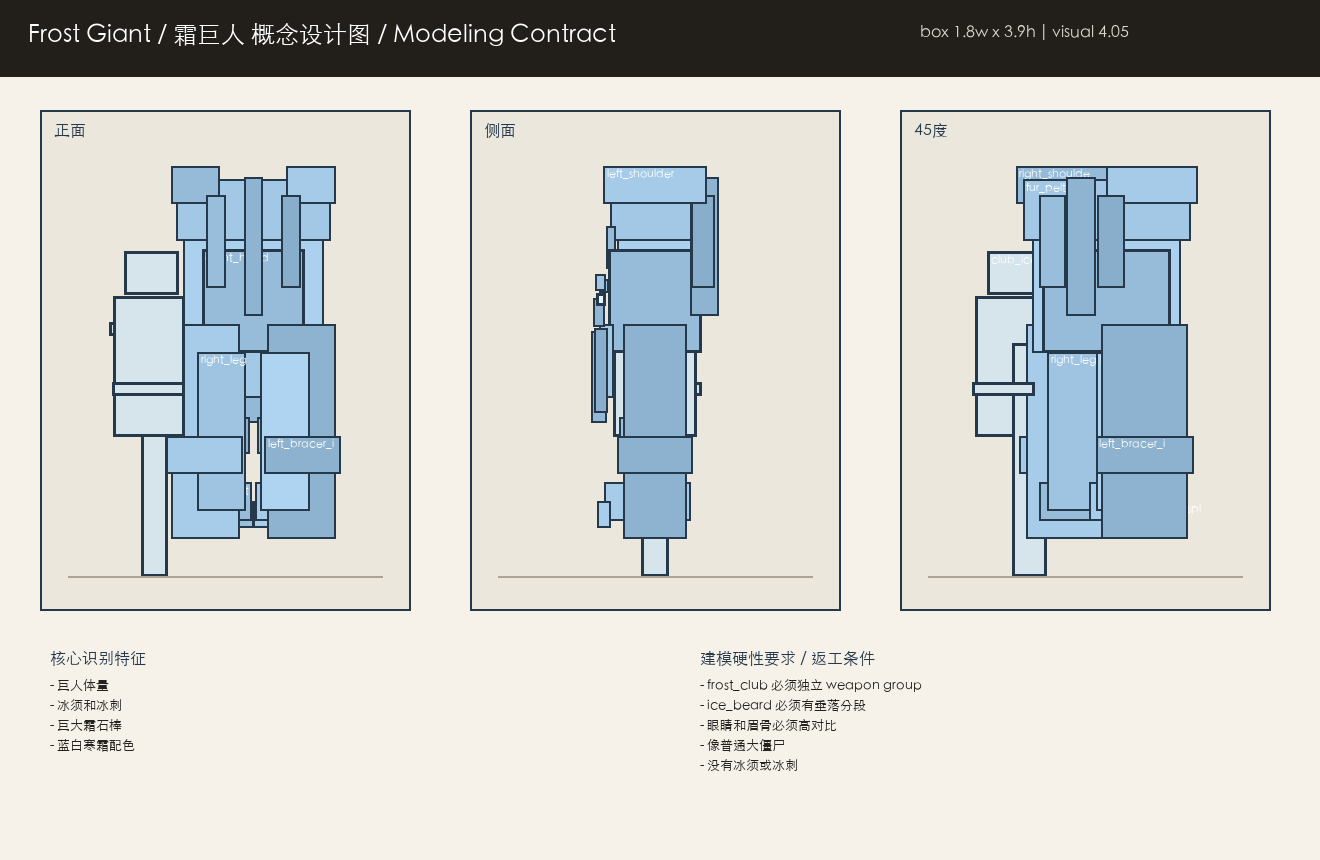 Frost Giant / 霜巨人 概念设计图 / Modeling Contract
box 1.8w x 3.9h | visual 4.05
正面
right_leg
left_bracer_i
侧面
left_shoulder
45度
right_shoulde
fur_pelt
club_ic
right_leg
left_bracer_i
核心识别特征
- 巨人体量
- 冰须和冰刺
- 巨大霜石棒
- 蓝白寒霜配色
建模硬性要求 / 返工条件
- frost_club 必须独立 weapon group
- ice_beard 必须有垂落分段
- 眼睛和眉骨必须高对比
- 像普通大僵尸
- 没有冰须或冰刺